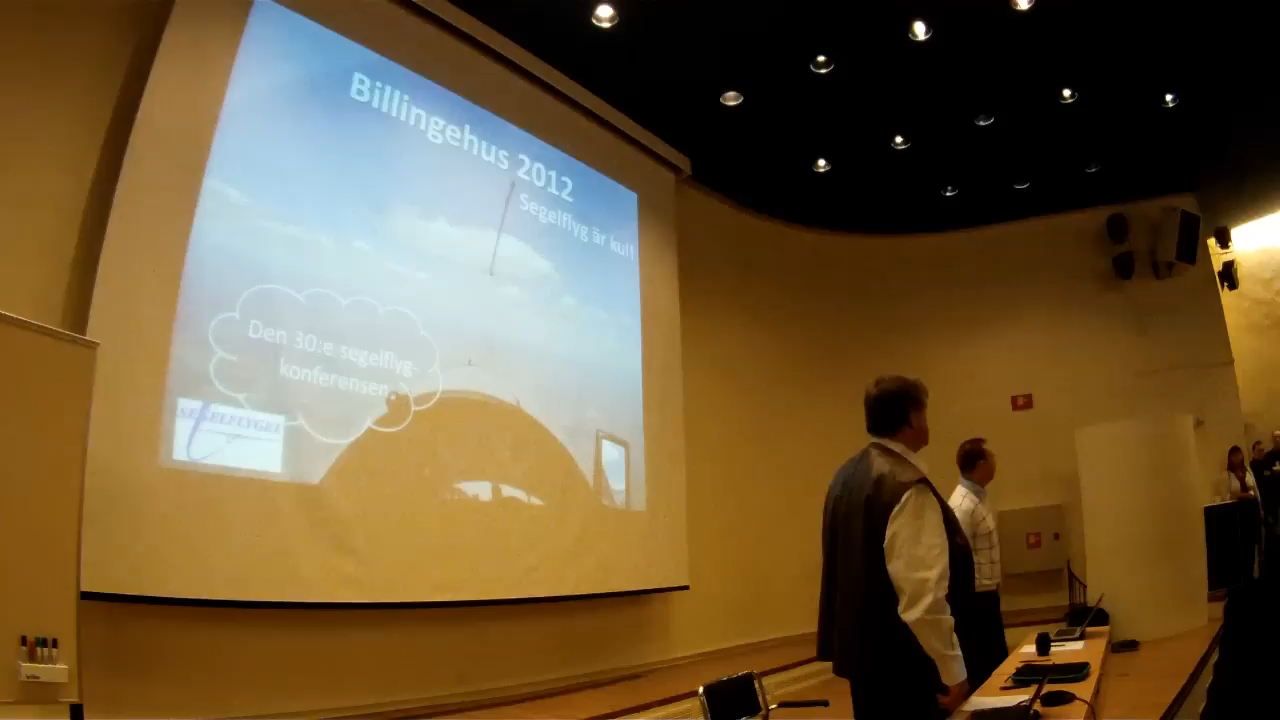 Billingehus 2012
Segelflyg är kul!
Den 30:e segelflyg-
konferensen
SEGELFLYGET